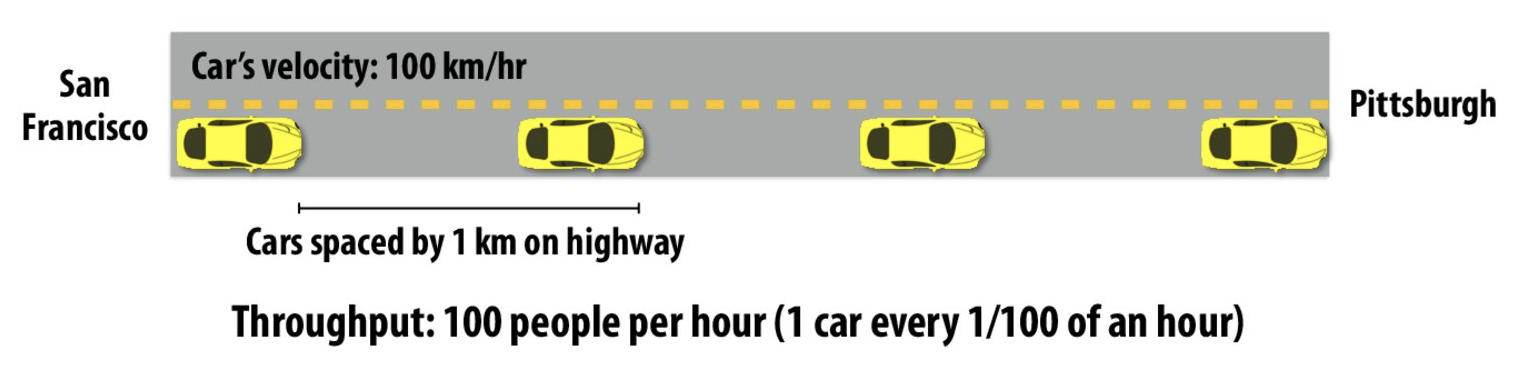 Car's velocity: 100 km/hr
San
Francisco
Pittsburgh
Cars spaced by 1 km on highway
Throughput: 100 people per hour (1 car every 1/100 of an hour)